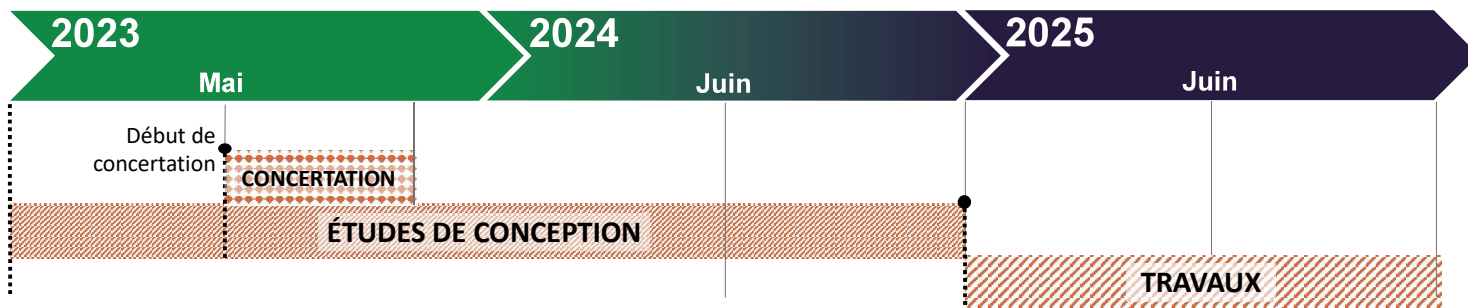 2023
2024
2025
Mai
Juin
Juin
Début de
concertation
CONCERTATION
ÉTUDES DE CONCEPTION
TRAVAUX